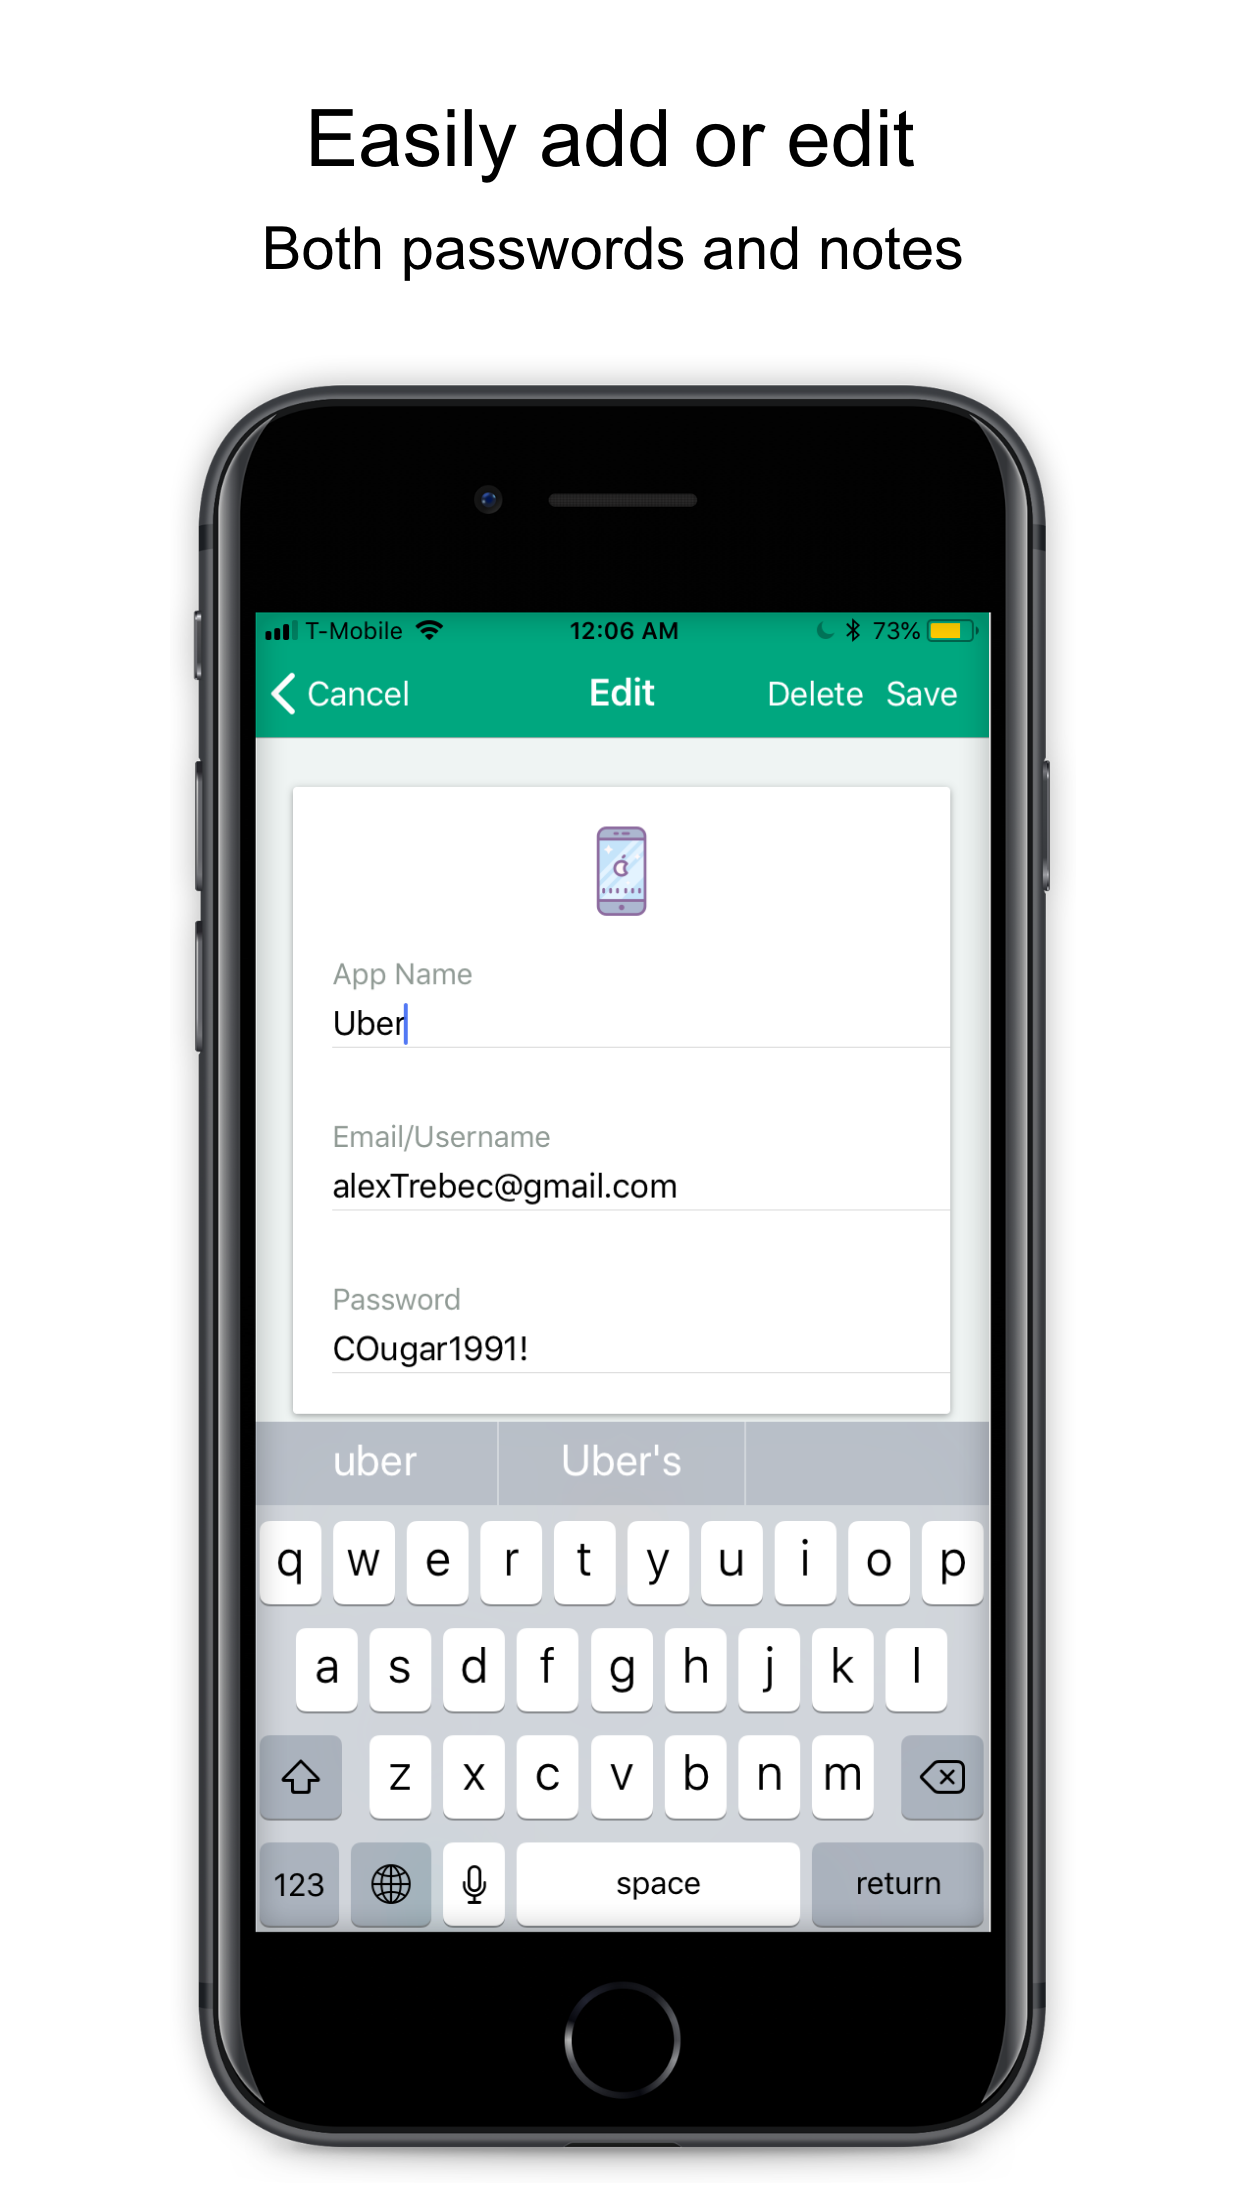 Easily add or edit
Both passwords and notes
T-Mobile 12:06 AM 73%
Cancel Edit Delete Save
App Name
Uber
Email/Username
alexTrebec@gmail.com
Password
COugar1991!
uber Uber's
q w e r t y u i o p
a s d f g h j k l
z x c v b n m
123 space return